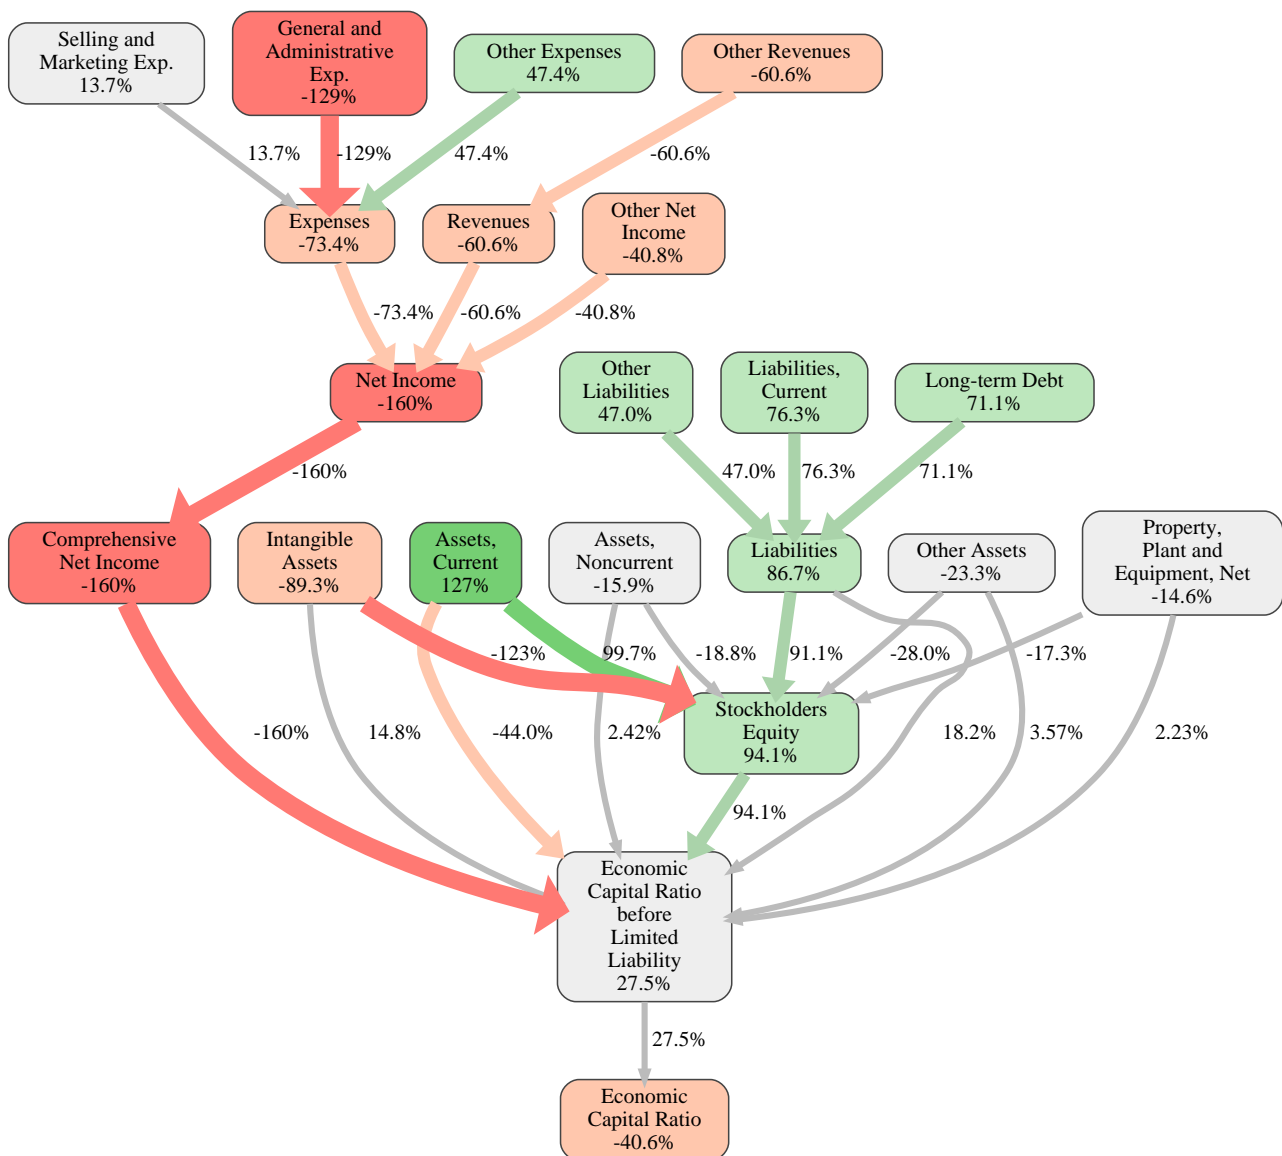 Selling and
Marketing Exp.
13.7%
General and
Administrative
Exp.
-129%
Other Expenses
47.4%
Other Revenues
-60.6%
13.7%
-129%
47.4%
-60.6%
Expenses
-73.4%
Revenues
-60.6%
Other Net
Income
-40.8%
-73.4%
-60.6%
-40.8%
Net Income
-160%
Other
Liabilities
47.0%
Liabilities,
Current
76.3%
Long-term Debt
71.1%
-160%
47.0%
76.3%
71.1%
Comprehensive
Net Income
-160%
Intangible
Assets
-89.3%
Assets,
Current
127%
Assets,
Noncurrent
-15.9%
Liabilities
86.7%
Other Assets
-23.3%
Property,
Plant and
Equipment, Net
-14.6%
-123%
99.7%
-18.8%
91.1%
-28.0%
-17.3%
Stockholders
Equity
94.1%
-160%
14.8%
-44.0%
2.42%
18.2%
3.57%
2.23%
94.1%
Economic
Capital Ratio
before
Limited
Liability
27.5%
27.5%
Economic
Capital Ratio
-40.6%